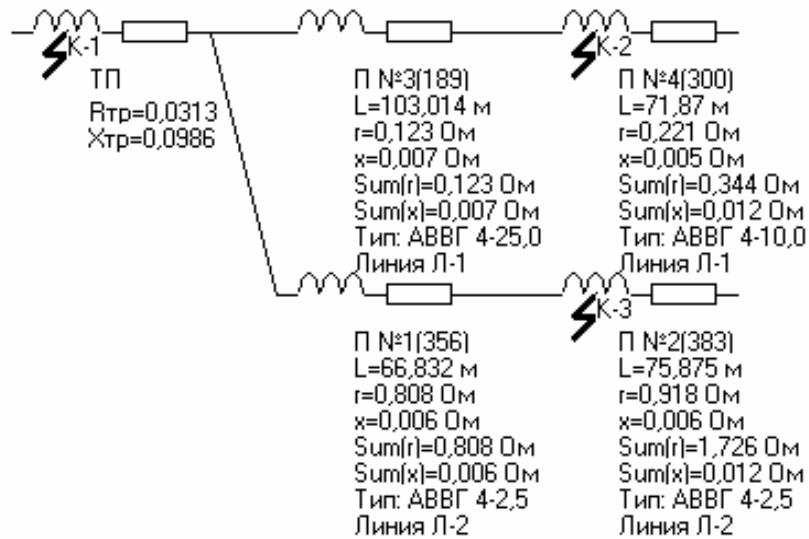 К-1
К-2
ТП
Rтр=0,0313
Xтр=0,0986
П №3(189)
L=103,014 м
r=0,123 Ом
x=0,007 Ом
Sum(r)=0,123 Ом
Sum(x)=0,007 Ом
Тип: АВВГ 4-25,0
Линия Л-1
П №4(300)
L=71,87 м
r=0,221 Ом
x=0,005 Ом
Sum(r)=0,344 Ом
Sum(x)=0,012 Ом
Тип: АВВГ 4-10,0
Линия Л-1
К-3
П №1(356)
L=66,832 м
r=0,808 Ом
x=0,006 Ом
Sum(r)=0,808 Ом
Sum(x)=0,006 Ом
Тип: АВВГ 4-2,5
Линия Л-2
П №2(383)
L=75,875 м
r=0,918 Ом
x=0,006 Ом
Sum(r)=1,726 Ом
Sum(x)=0,012 Ом
Тип: АВВГ 4-2,5
Линия Л-2